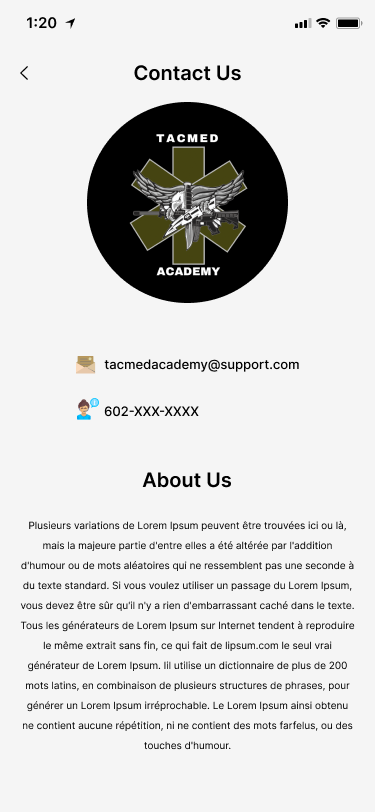 1:20
Contact Us
TACMED
ACADEMY
tacmedacademy@support.com
602-XXX-XXXX
About Us
Plusieurs variations de Lorem Ipsum peuvent être trouvées ici ou là,
mais la majeure partie d'entre elles a été altérée par l'addition
d'humour ou de mots aléatoires qui ne ressemblent pas une seconde à
du texte standard. Si vous voulez utiliser un passage du Lorem Ipsum,
vous devez être sûr qu'il n'y a rien d'embarrassant caché dans le texte.
Tous les générateurs de Lorem Ipsum sur Internet tendent à reproduire
le même extrait sans fin, ce qui fait de lipsum.com le seul vrai
générateur de Lorem Ipsum. Iil utilise un dictionnaire de plus de 200
mots latins, en combinaison de plusieurs structures de phrases, pour
générer un Lorem Ipsum irréprochable. Le Lorem Ipsum ainsi obtenu
ne contient aucune répétition, ni ne contient des mots farfelus, ou des
touches d'humour.